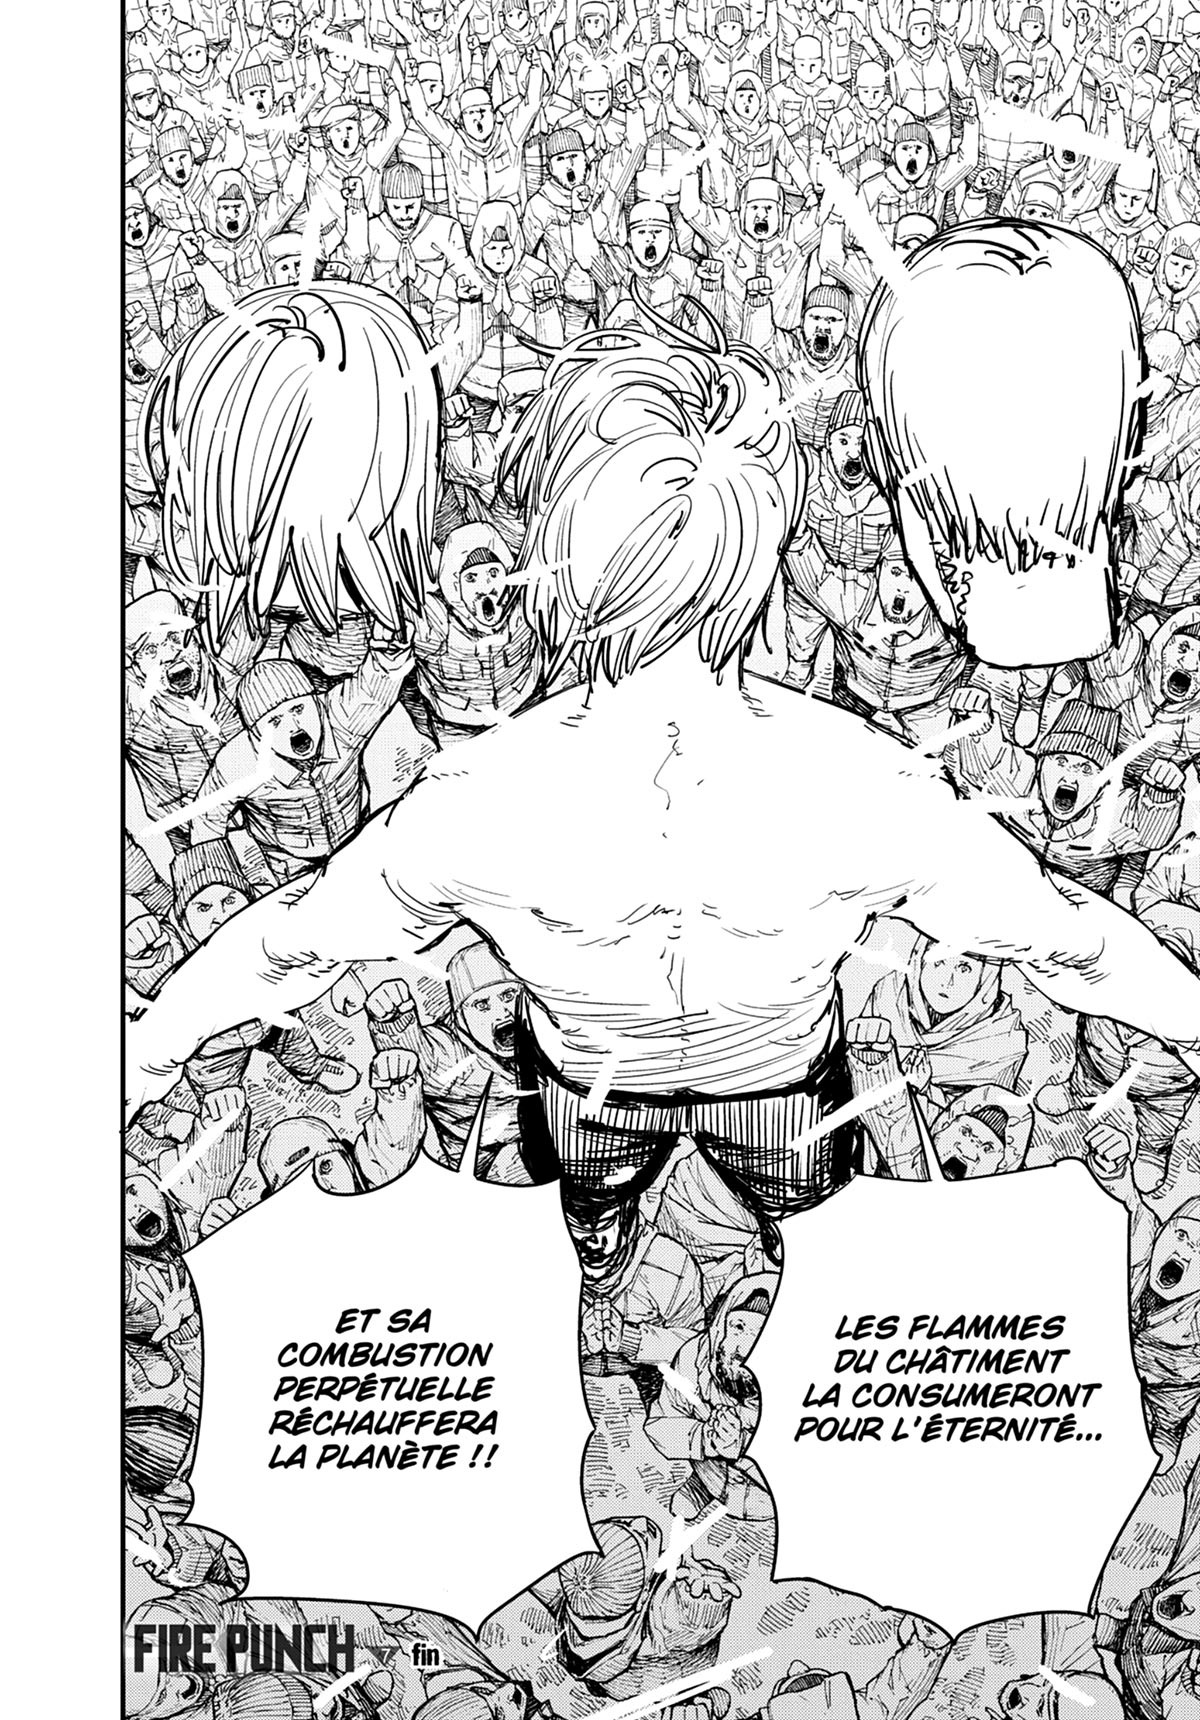 LES FLAMMES
DU CHÂTIMENT
LA CONSUMERONT
POUR L'ÉTERNITÉ...
ET SA
COMBUSTION
PERPÉTUELLE
RÉCHAUFFERA
LA PLANÈTE !!
FIRE PUNCH fin